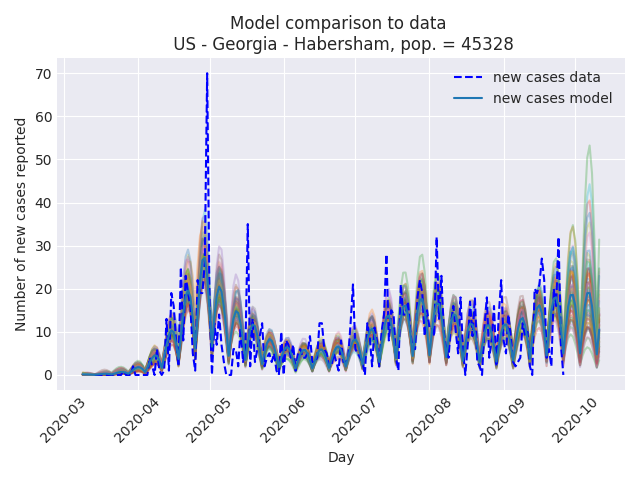 Model comparison to data
US - Georgia - Habersham, pop. = 45328
new cases data
new cases model
Number of new cases reported
70
60
50
40
30
20
10
0
2020-03
2020-04
2020-05
2020-06
2020-07
2020-08
2020-09
2020-10
Day